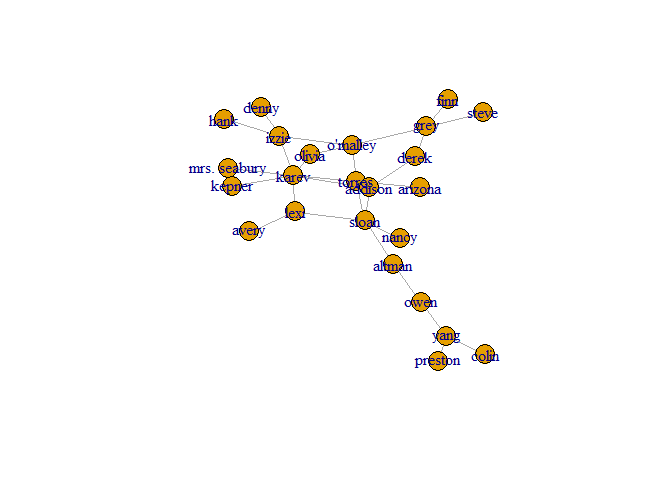 finn
denny
steve
hank
grey
izzie
o'malley
olivia
derek
mrs. seabury
karev
torres
kepner
addison
arizona
lexi
sloan
avery
nancy
altman
owen
yang
colin
preston